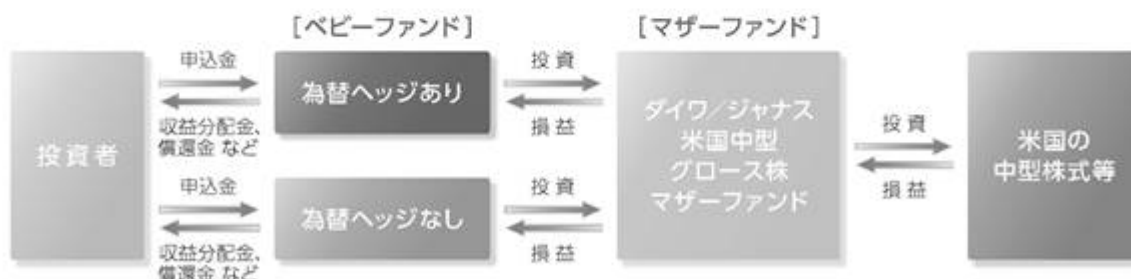 [ベビーファンド]
[マザーファンド]
申込金
為替ヘッジあり
投資
収益分配金、
償還金 など
損益
投資者
ダイワ／ジャナス
米国中型
グロース株
マザーファンド
投資
損益
米国の
中型株式等
申込金
為替ヘッジなし
投資
収益分配金、
償還金 など
損益